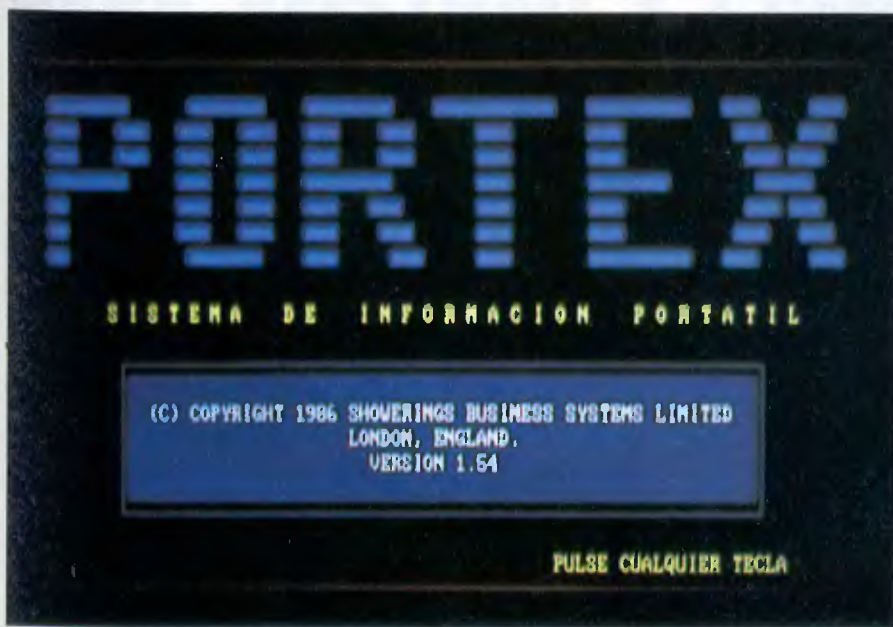 PORTEX
SISTEMA DE INFORMACION PORTATIL
(C) COPYRIGHT 1986 SHOWERINGS BUSINESS SYSTEMS LIMITED
LONDON, ENGLAND.
VERSION 1.54
PULSE CUALQUIER TECLA